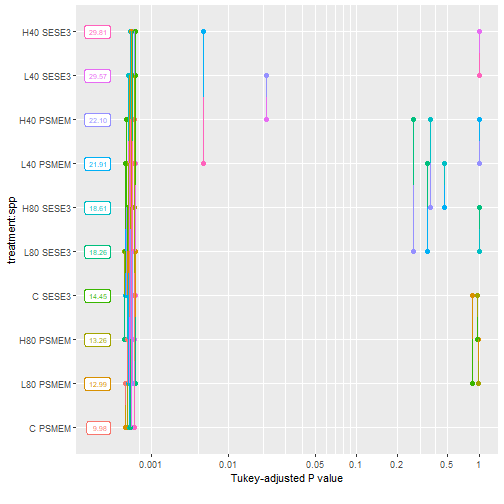 H40 SESE3 29.81
L40 SESE3 29.57
H40 PSMEM 22.10
L40 PSMEM 21.91
H80 SESE3 18.61
L80 SESE3 18.26
C SESE3 14.45
H80 PSMEM 13.26
L80 PSMEM 12.99
C PSMEM 9.98
treatment:spp
0.001 0.01 0.05 0.1 0.2 0.5 1
Tukey-adjusted P value